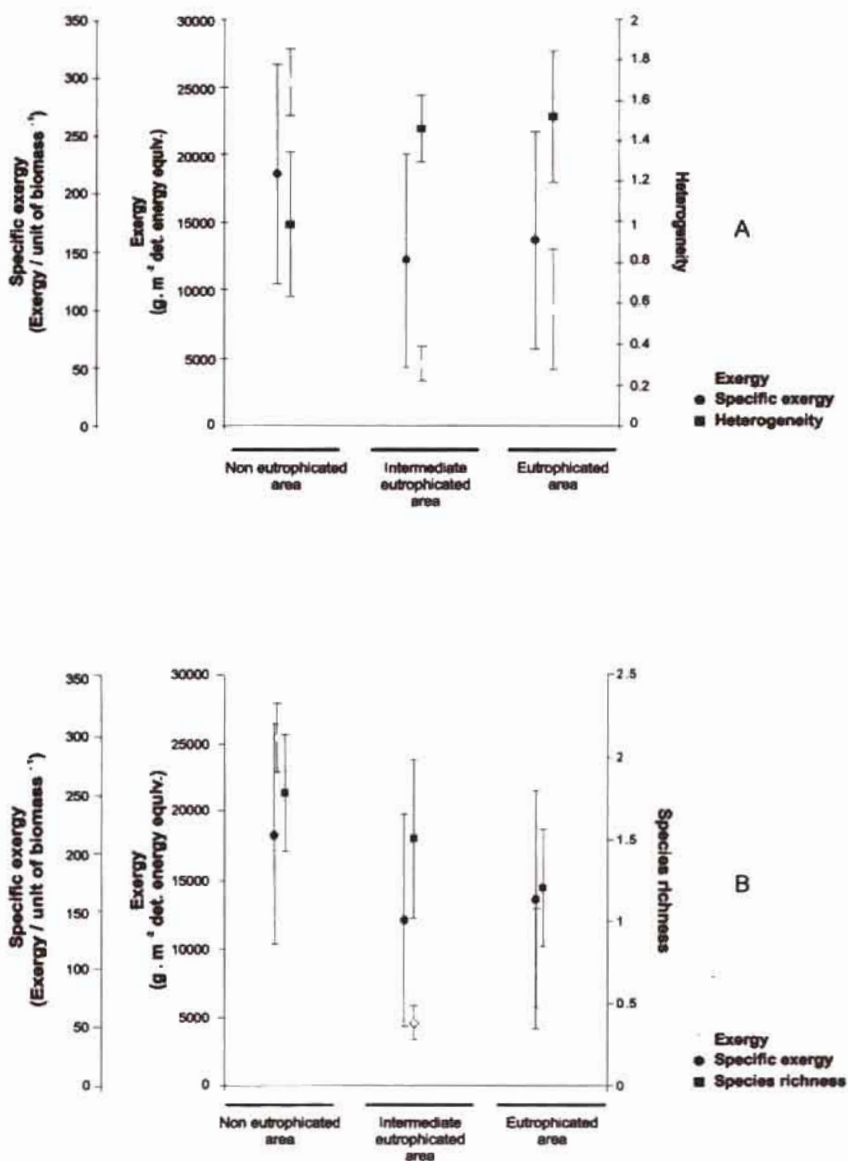 Specific exergy
(Exergy / unit of biomass ⁻¹)
350
300
250
200
150
100
50
0
Exergy
(g. m ⁻² det. energy equiv.)
30000
25000
20000
15000
10000
5000
0
2
1.8
1.6
1.4
1.2
1
0.8
0.6
0.4
0.2
0
Heterogeneity
A
Exergy
Specific exergy
Heterogeneity
Non eutrophicated
area
Intermediate
eutrophicated area
area
Eutrophicated area
Specific exergy
(Exergy / unit of biomass ⁻¹)
350
300
250
200
150
100
50
0
Exergy
(g . m ⁻² det. energy equiv.)
30000
25000
20000
15000
10000
5000
0
2.5
2
1.5
1
0.5
0
Species richness
B
Exergy
Specific exergy
Species richness
Non eutrophicated
area
Intermediate
eutrophicated area
area
Eutrophicated area